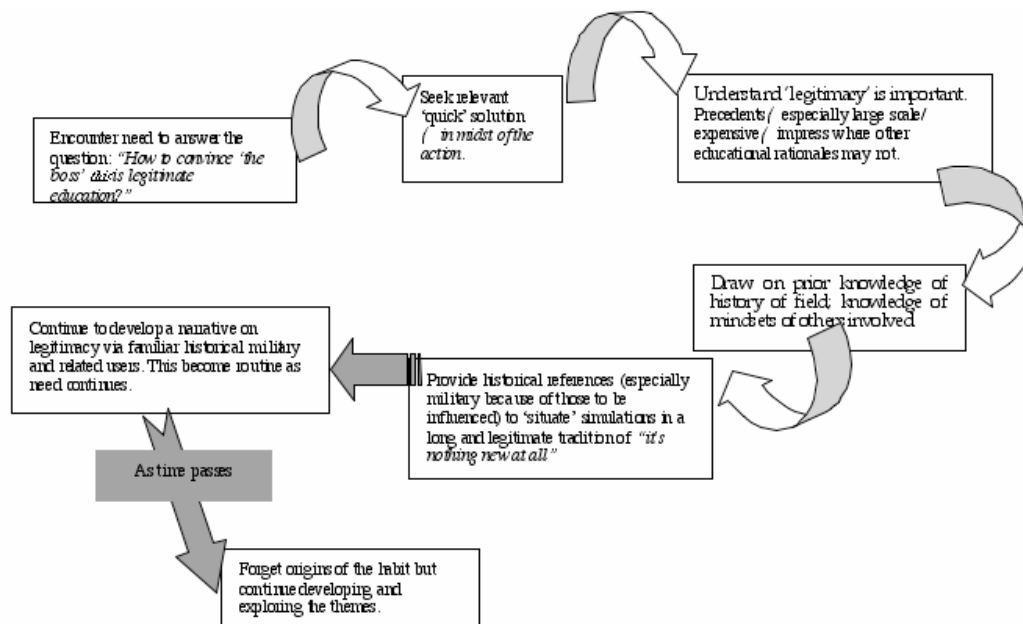 Encounter need to answer the
question: "How to convince 'the
boss' this is legitimate
education?"
Seek relevant
'quick' solution
( in midst of the
action.
Understand 'legitimacy' is important.
Precedents ( especially large scale/
expensive ( impress where other
educational rationales may not.
Draw on prior knowledge of
history of field; knowledge of
mindsets of others involved
Provide historical references (especially
military because of those to be
influenced) to 'situate' simulations in a
long and legitimate tradition of "it's
nothing new at all"
Continue to develop a narrative on
legitimacy via familiar historical military
and related users. This become routine as
need continues.
As time passes
Forget origins of the habit but
continue developing and
exploring the themes.